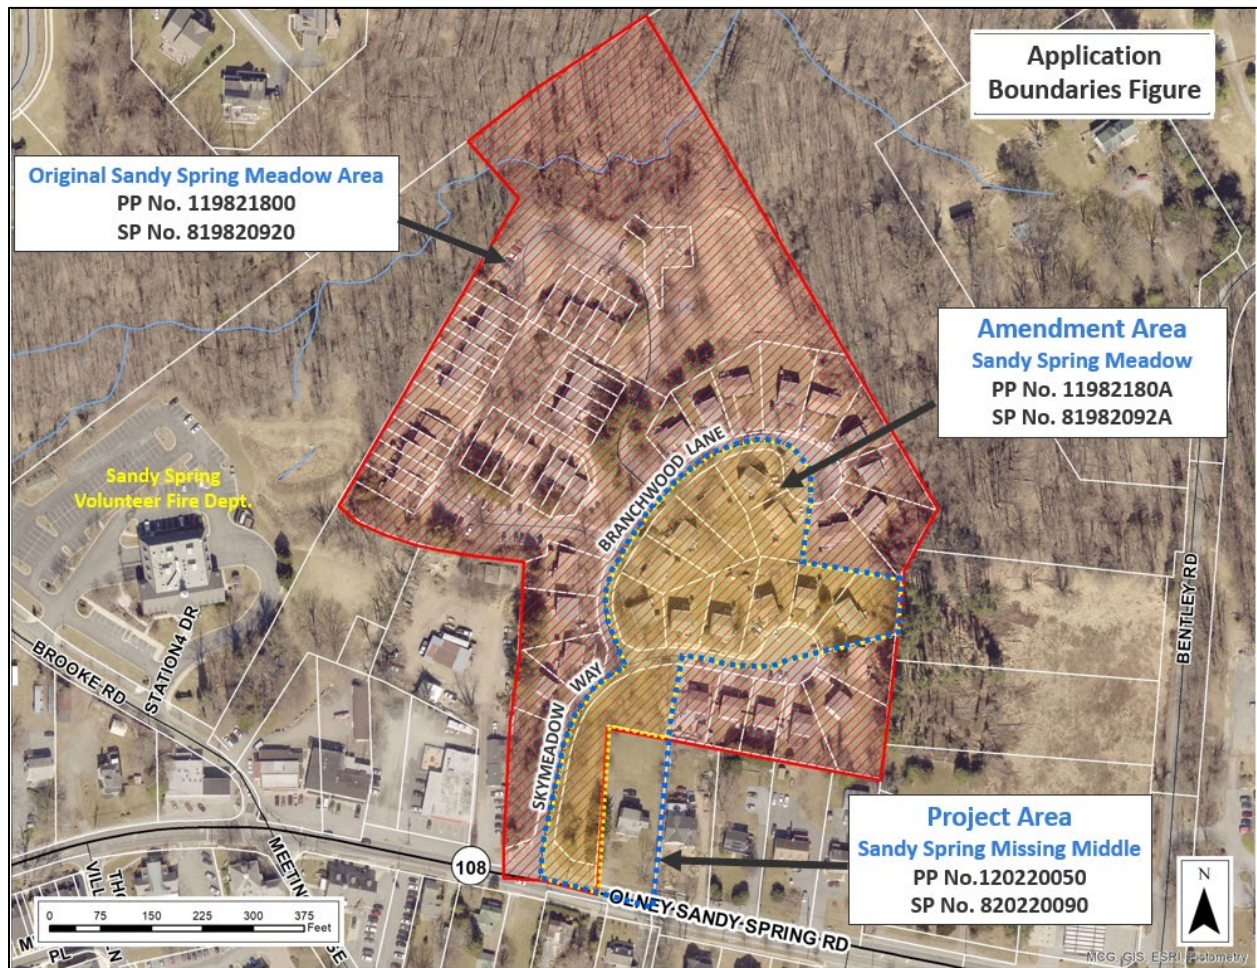 Application
Boundaries Figure
Original Sandy Spring Meadow Area
PP No. 119821800
SP No. 819820920
Amendment Area
Sandy Spring Meadow
PP No. 11982180A
SP No. 81982092A
Sandy Spring
Volunteer Fire Dept.
BRANCHWOOD LANE
BENTLEY RD
STATION4 DR
BROOKE RD
SKYMEADOW WAY
Project Area
Sandy Spring Missing Middle
PP No.120220050
SP No. 820220090
108
OLNEY SANDY SPRING RD
N
0 75 150 225 300 375
Feet
PL
MCG, GIS, ESRI, Pictometry